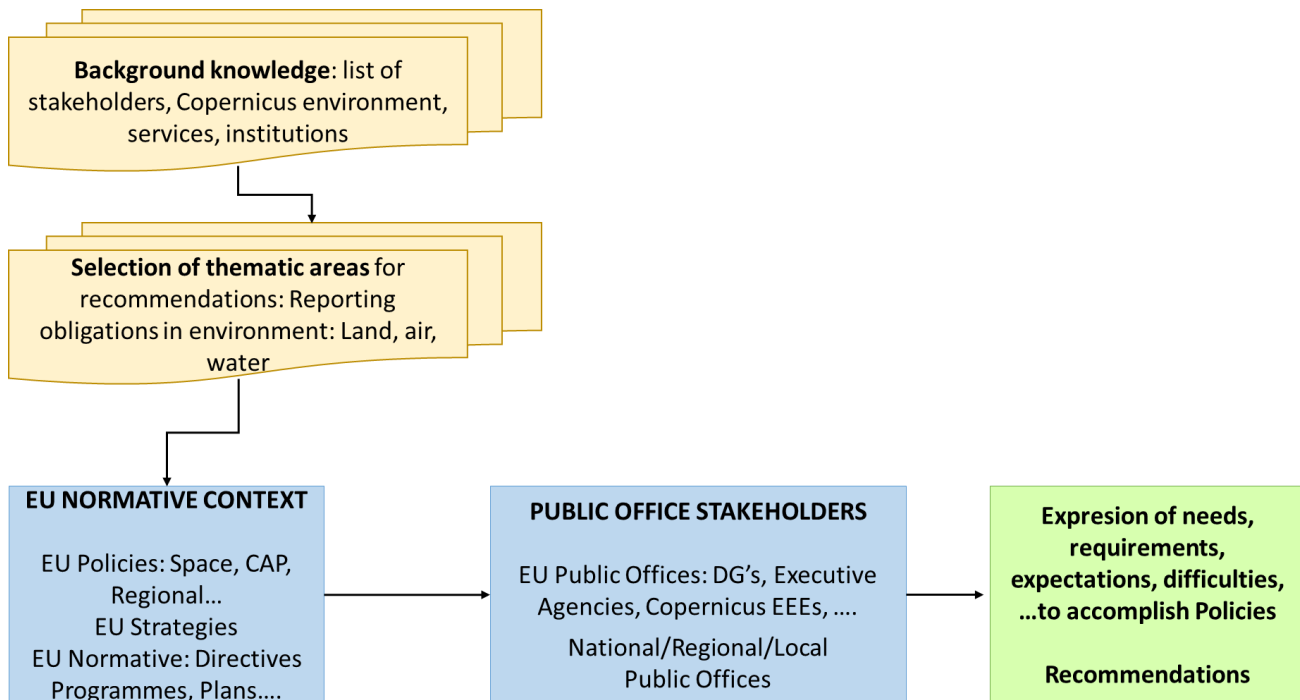 Background knowledge: list of
stakeholders, Copernicus environment,
services, institutions
Selection of thematic areas for
recommendations: Reporting
obligations in environment: Land, air,
water
EU NORMATIVE CONTEXT
EU Policies: Space, CAP,
Regional...
EU Strategies
EU Normative: Directives
Programmes, Plans....
PUBLIC OFFICE STAKEHOLDERS
EU Public Offices: DG’s, Executive
Agencies, Copernicus EEEs, ....
National/Regional/Local
Public Offices
Expresion of needs,
requirements,
expectations, difficulties,
...to accomplish Policies
Recommendations